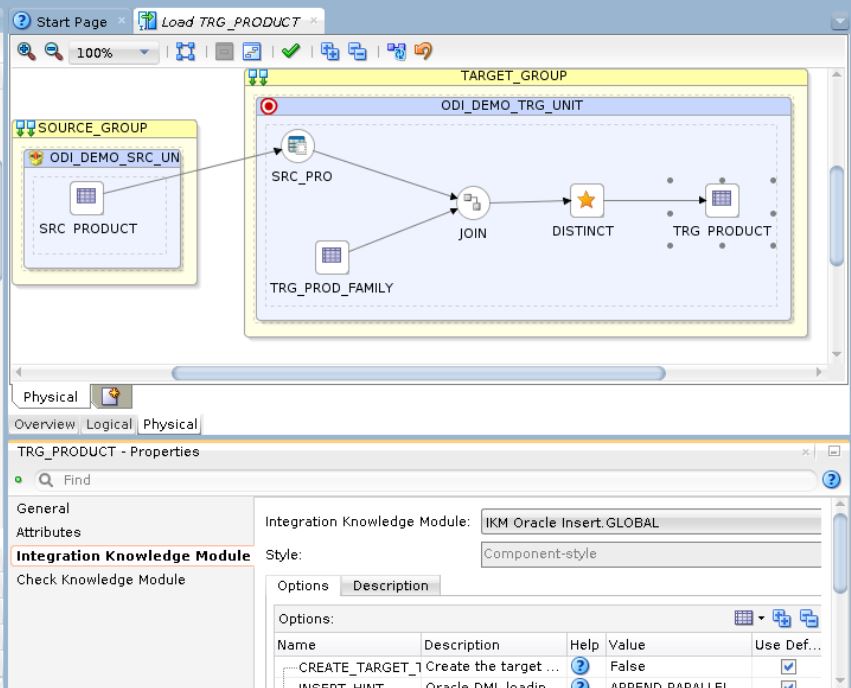 Start Page
Load TRG_PRODUCT
100%
TARGET_GROUP
ODI_DEMO_TRG_UNIT
SOURCE_GROUP
ODI_DEMO_SRC_UN
SRC_PRO
SRC PRODUCT
JOIN
DISTINCT
TRG PRODUCT
TRG_PROD_FAMILY
Physical
Overview Logical Physical
TRG_PRODUCT - Properties
Find
General
Attributes
Integration Knowledge Module
Check Knowledge Module
Integration Knowledge Module: IKM Oracle Insert.GLOBAL
Style: Component-style
Options Description
Options:
Name Description Help Value Use Def...
CREATE_TARGET_T Create the target ... False
INSERT_HINT Oracle DML loadin... APPEND PARALLEL